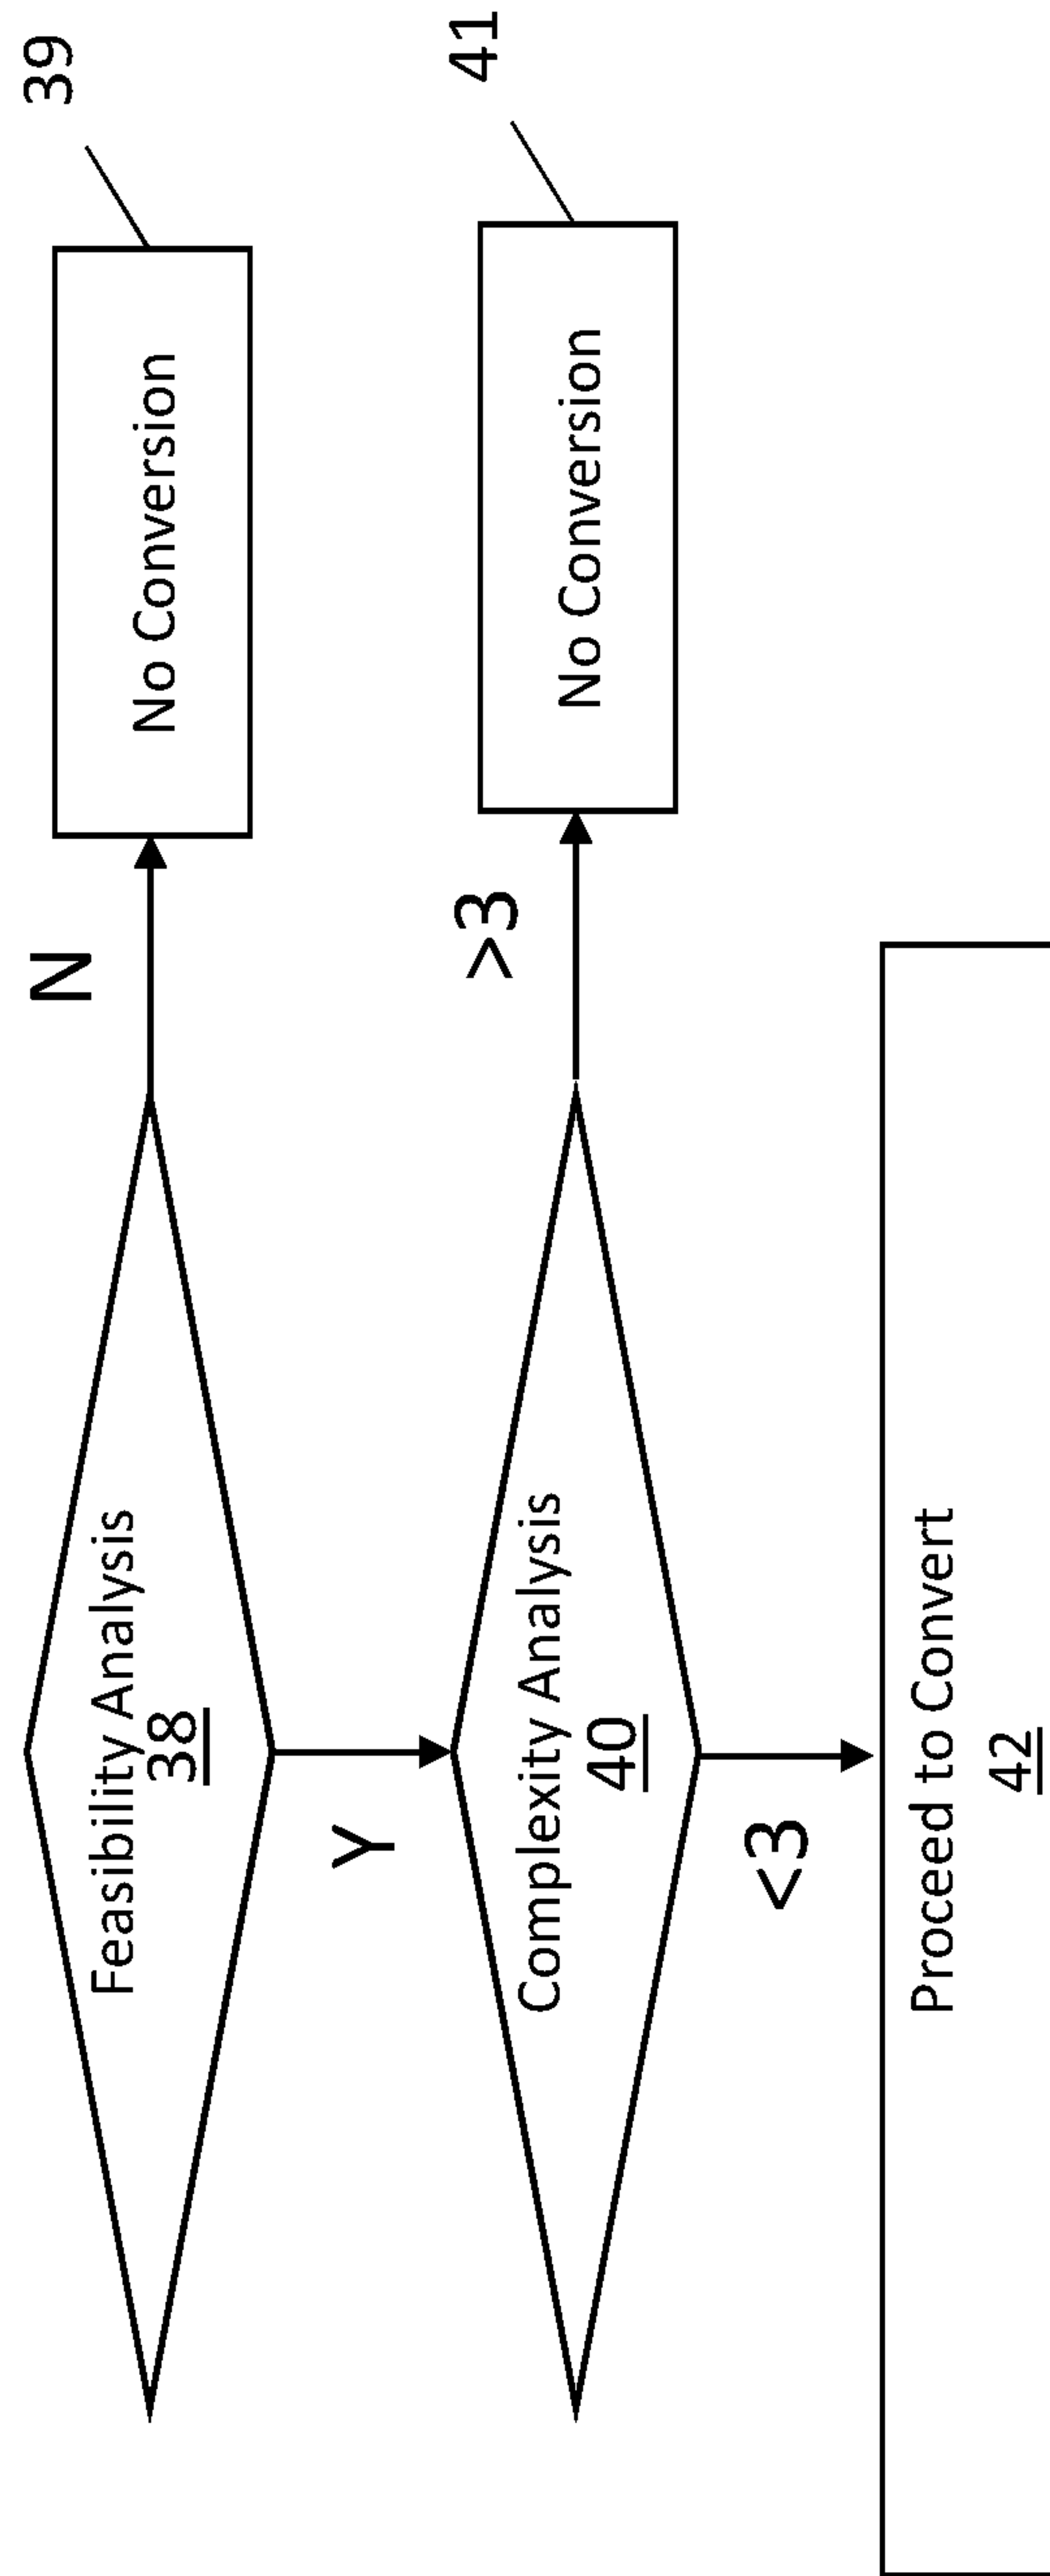 Feasibility Analysis
38
N
No Conversion
39
Y
Complexity Analysis
40
>3
No Conversion
41
<3
Proceed to Convert
42